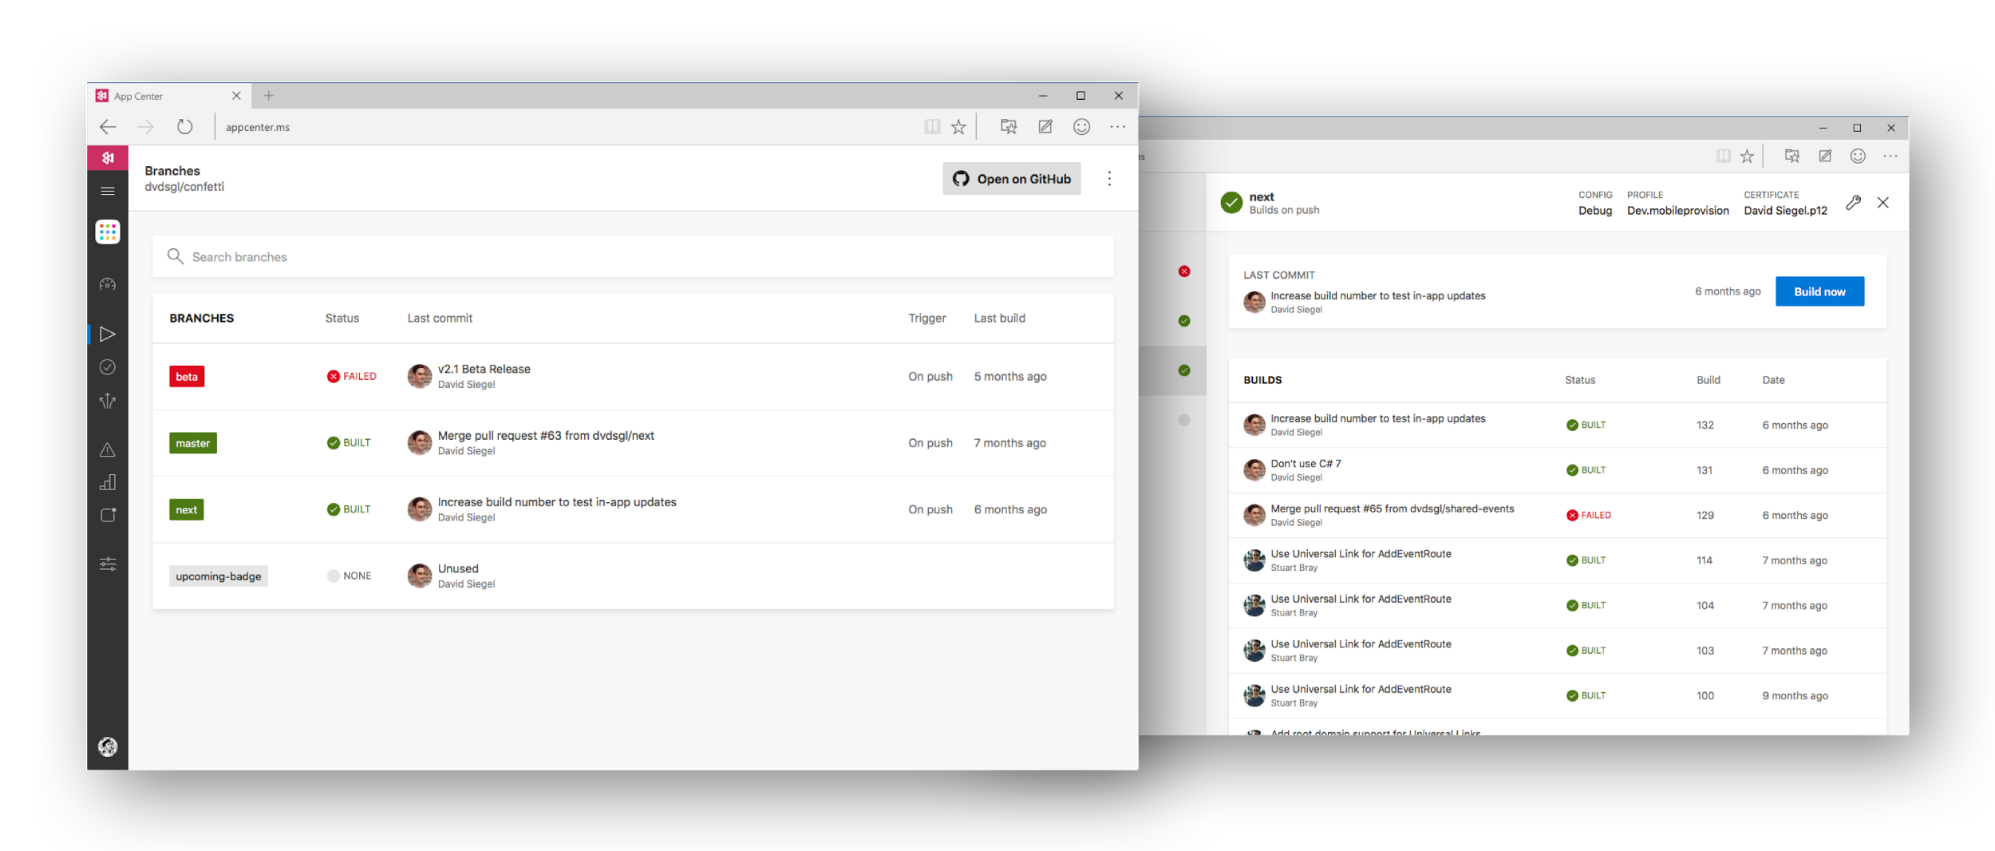 App Center
appcenter.ms
Branches
dvdsgl/confetti
Open on GitHub
Search branches
BRANCHES Status Last commit Trigger Last build
beta FAILED v2.1 Beta Release On push 5 months ago
David Siegel
master BUILT Merge pull request #63 from dvdsgl/next On push 7 months ago
David Siegel
next BUILT Increase build number to test in-app updates On push 6 months ago
David Siegel
upcoming-badge NONE Unused
David Siegel
ms
next
Builds on push
CONFIG PROFILE CERTIFICATE
Debug Dev.mobileprovision David Siegel.p12
LAST COMMIT
Increase build number to test in-app updates
David Siegel
6 months ago Build now
BUILDS Status Build Date
Increase build number to test in-app updates BUILT 132 6 months ago
David Siegel
Don't use C# 7 BUILT 131 6 months ago
David Siegel
Merge pull request #65 from dvdsgl/shared-events FAILED 129 6 months ago
David Siegel
Use Universal Link for AddEventRoute BUILT 114 7 months ago
Stuart Bray
Use Universal Link for AddEventRoute BUILT 104 7 months ago
Stuart Bray
Use Universal Link for AddEventRoute BUILT 103 7 months ago
Stuart Bray
Use Universal Link for AddEventRoute BUILT 100 9 months ago
Stuart Bray
Add root domain support for Universal Links